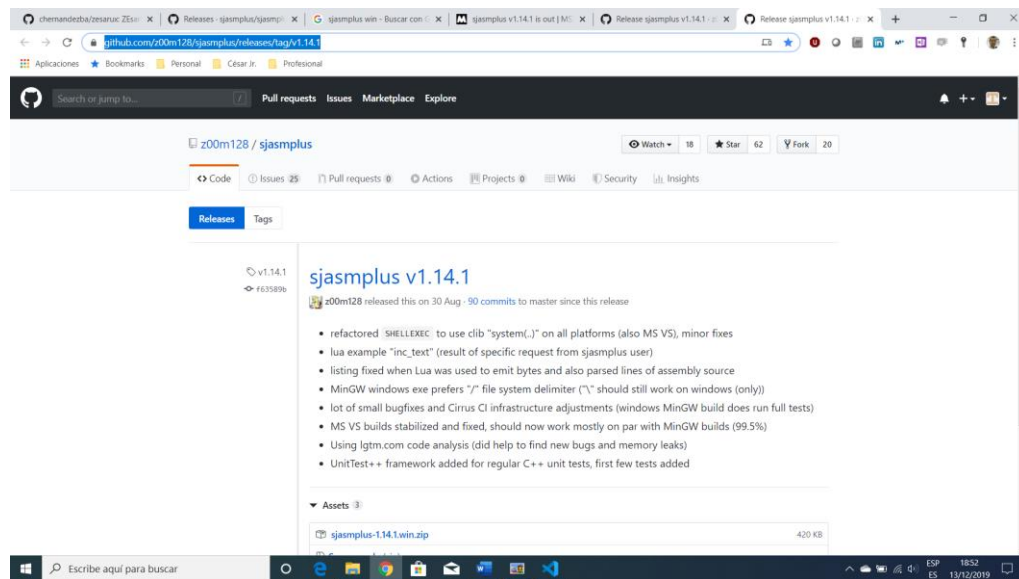 chernandezba/zesaruc ZEsar
Releases · sjasmplus/sjasmpl
sjasmplus win - Buscar con
sjasmplus v1.14.1 is out | MS
Release sjasmplus v1.14.1 ·
Release sjasmplus v1.14.1 ·
github.com/z00m128/sjasmplus/releases/tag/v1.14.1
Aplicaciones Bookmarks Personal César Jr. Profesional
Search or jump to... / Pull requests Issues Marketplace Explore
z00m128 / sjasmplus Watch 18 Star 62 Fork 20
Code Issues 25 Pull requests 0 Actions Projects 0 Wiki Security Insights
Releases Tags
v1.14.1
f63589b
sjasmplus v1.14.1
z00m128 released this on 30 Aug · 90 commits to master since this release
• refactored SHELLEXEC to use clib "system(..)" on all platforms (also MS VS), minor fixes
• lua example "inc_text" (result of specific request from sjasmplus user)
• listing fixed when Lua was used to emit bytes and also parsed lines of assembly source
• MinGW windows exe prefers "/" file system delimiter ("\" should still work on windows (only))
• lot of small bugfixes and Cirrus CI infrastructure adjustments (windows MinGW build does run full tests)
• MS VS builds stabilized and fixed, should now work mostly on par with MinGW builds (99.5%)
• Using lgtm.com code analysis (did help to find new bugs and memory leaks)
• UnitTest++ framework added for regular C++ unit tests, first few tests added
Assets 3
sjasmplus-1.14.1.win.zip 420 KB
Escribe aquí para buscar
ESP 18:52
ES 13/12/2019